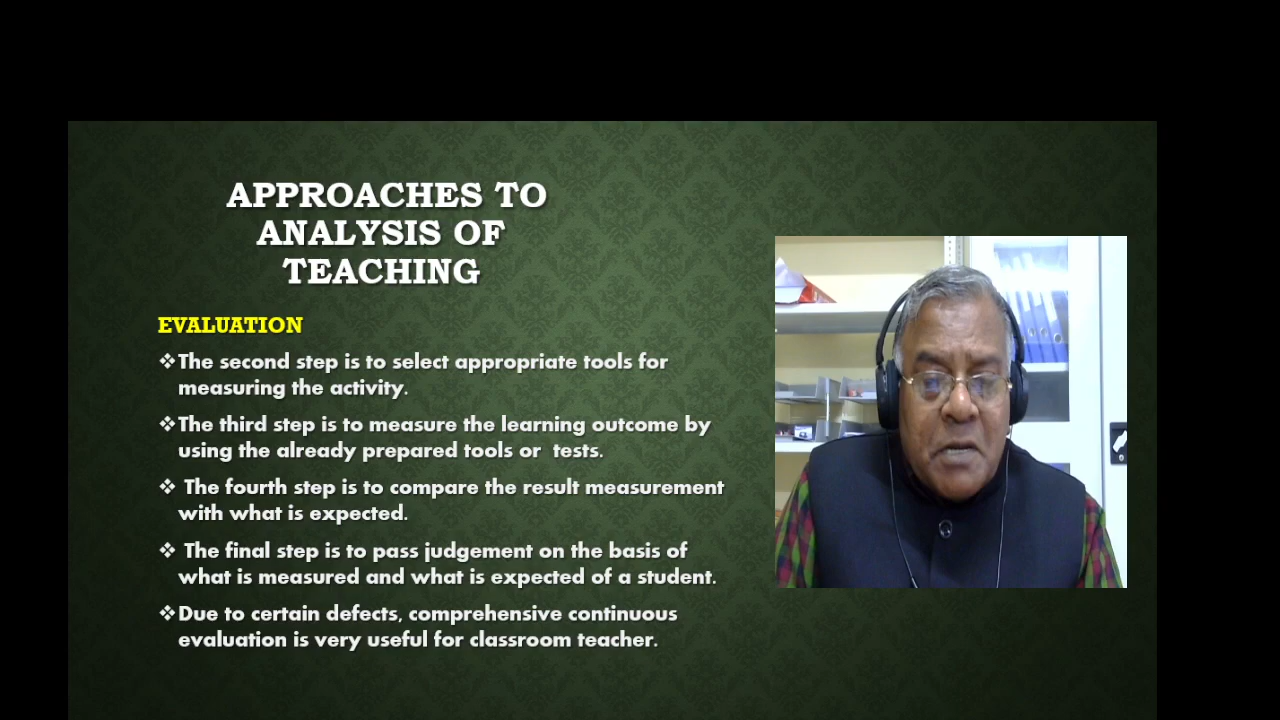 APPROACHES TO
ANALYSIS OF
TEACHING
EVALUATION
❖The second step is to select appropriate tools for
measuring the activity.
❖The third step is to measure the learning outcome by
using the already prepared tools or  tests.
❖ The fourth step is to compare the result measurement
with what is expected.
❖ The final step is to pass judgement on the basis of
what is measured and what is expected of a student.
❖Due to certain defects, comprehensive continuous
evaluation is very useful for classroom teacher.